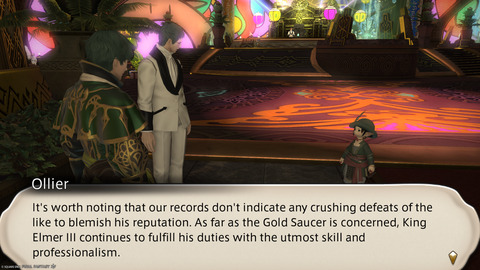 Ollier
It's worth noting that our records don't indicate any crushing defeats of the
like to blemish his reputation. As far as the Gold Saucer is concerned, King
Elmer III continues to fulfill his duties with the utmost skill and
professionalism.